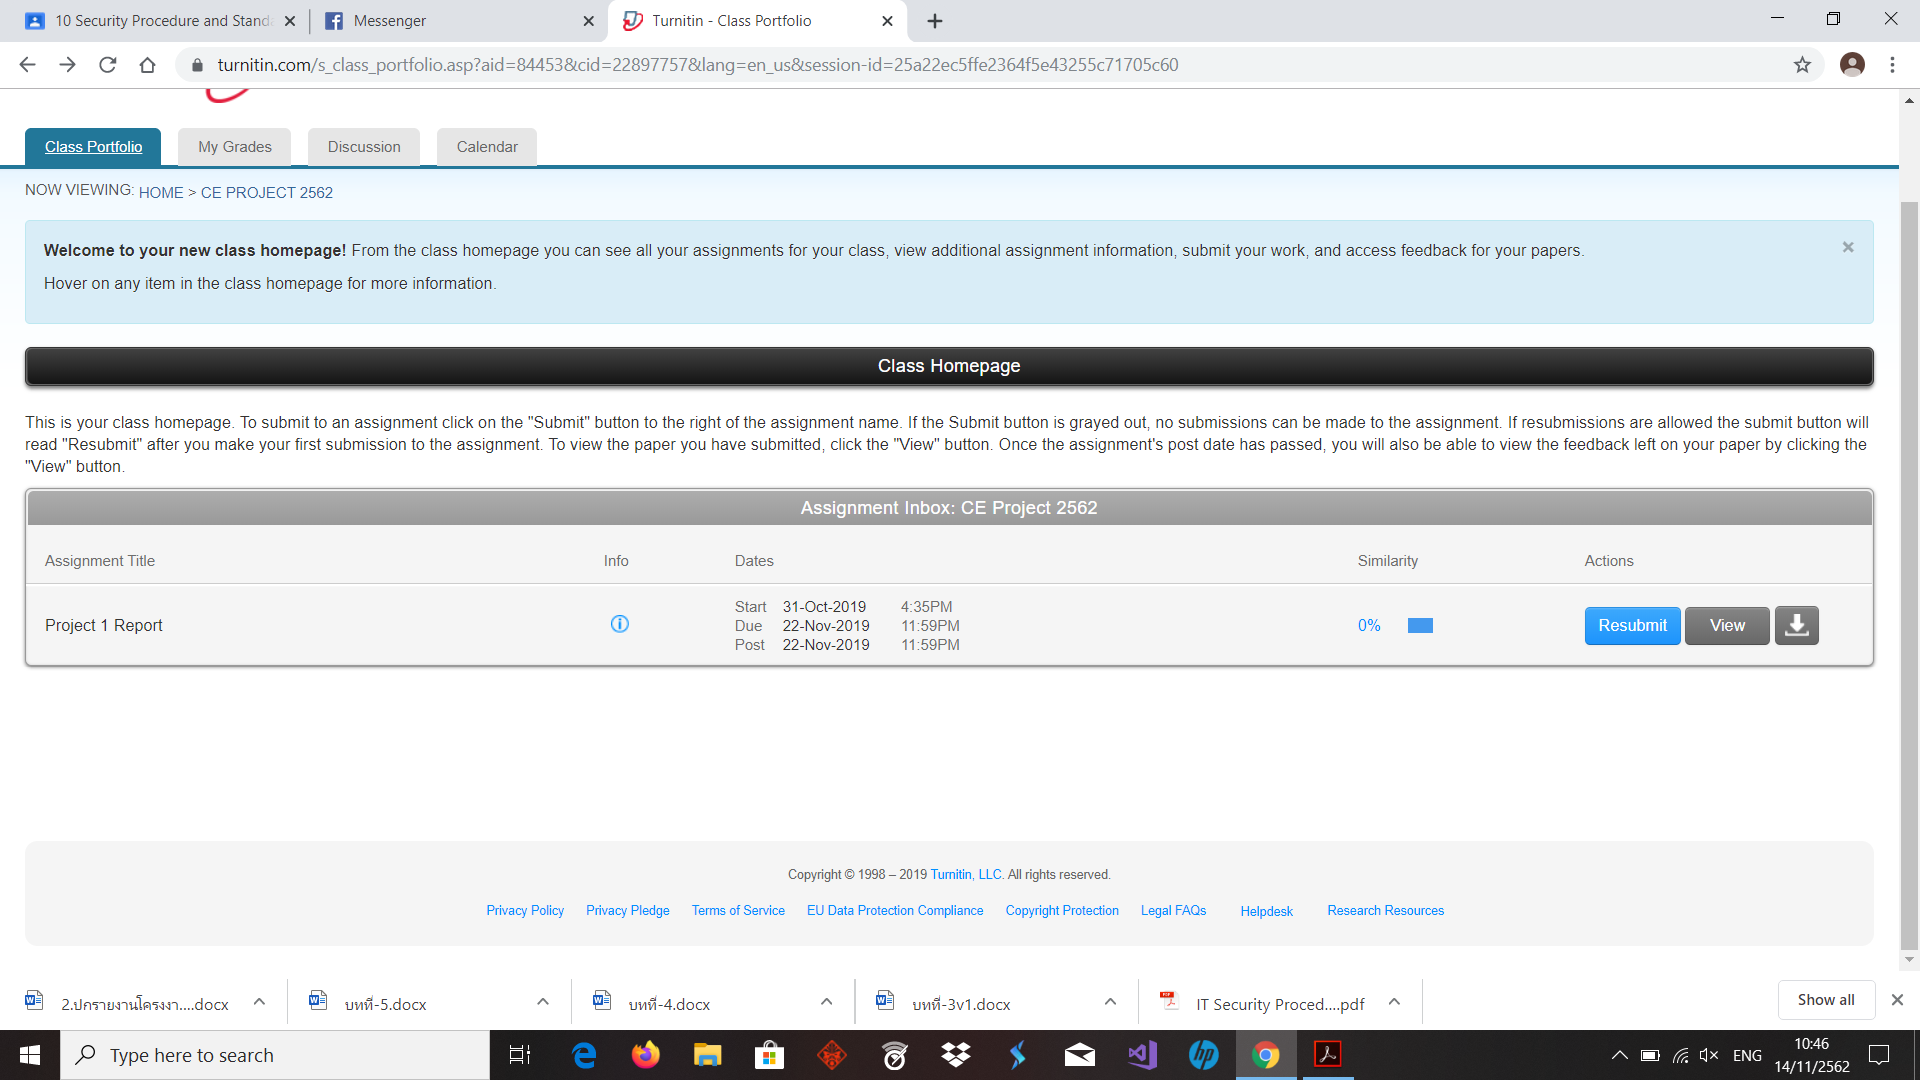 10 Security Procedure and Stand
Messenger
Turnitin - Class Portfolio
turnitin.com/s_class_portfolio.asp?aid=84453&cid=22897757&lang=en_us&session-id=25a22ec5ffe2364f5e43255c71705c60
Class Portfolio
My Grades
Discussion
Calendar
NOW VIEWING: HOME > CE PROJECT 2562
Welcome to your new class homepage! From the class homepage you can see all your assignments for your class, view additional assignment information, submit your work, and access feedback for your papers.
Hover on any item in the class homepage for more information.
Class Homepage
This is your class homepage. To submit to an assignment click on the "Submit" button to the right of the assignment name. If the Submit button is grayed out, no submissions can be made to the assignment. If resubmissions are allowed the submit button will
read "Resubmit" after you make your first submission to the assignment. To view the paper you have submitted, click the "View" button. Once the assignment's post date has passed, you will also be able to view the feedback left on your paper by clicking the
"View" button.
Assignment Inbox: CE Project 2562
Assignment Title Info Dates Similarity Actions
Start 31-Oct-2019 4:35PM
Project 1 Report Due 22-Nov-2019 11:59PM 0% Resubmit View
Post 22-Nov-2019 11:59PM
Copyright © 1998 – 2019 Turnitin, LLC. All rights reserved.
Privacy Policy Privacy Pledge Terms of Service EU Data Protection Compliance Copyright Protection Legal FAQs Helpdesk Research Resources
2.ปกรายงานโครงงา....docx
บทที่-5.docx
บทที่-4.docx
บทที่-3v1.docx
IT Security Proced....pdf
Show all
Type here to search
ENG
10:46
14/11/2562